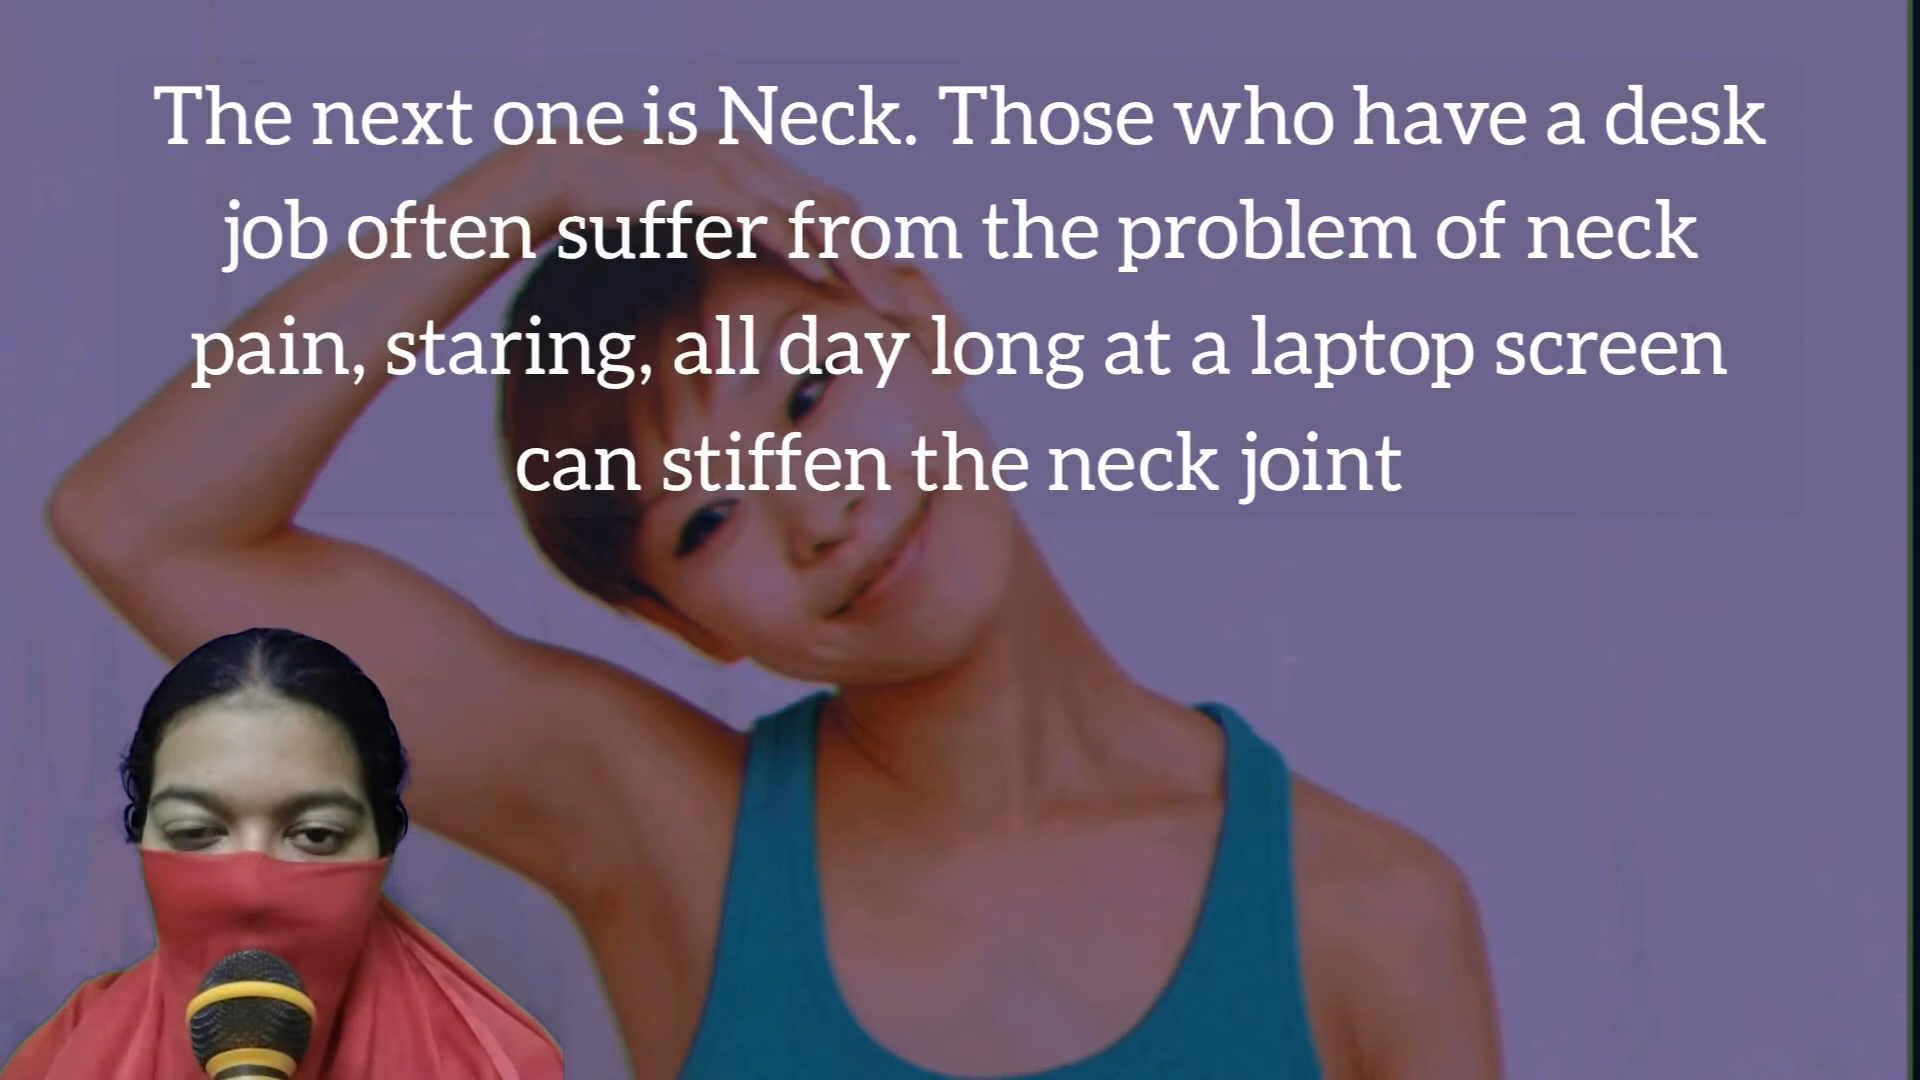 The next one is Neck. Those who have a desk
job often suffer from the problem of neck
pain, staring, all day long at a laptop screen
can stiffen the neck joint